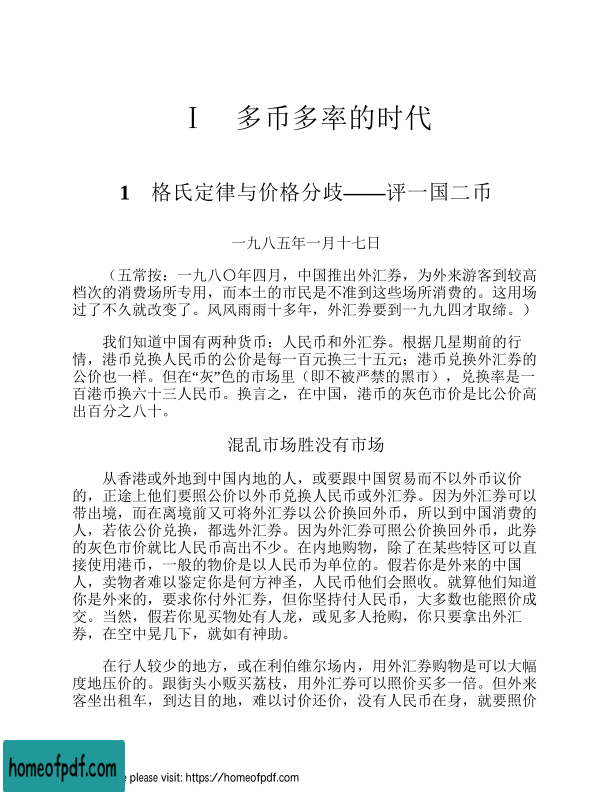 Ⅰ 多币多率的时代
1 格氏定律与价格分歧——评一国二币
一九八五年一月十七日
（五常按：一九八〇年四月，中国推出外汇券，为外来游客到较高
档次的消费场所专用，而本土的市民是不准到这些场所消费的。这用场
过了不久就改变了。风风雨雨十多年，外汇券要到一九九四才取缔。）
我们知道中国有两种货币：人民币和外汇券。根据几星期前的行
情，港币兑换人民币的公价是每一百元换三十五元；港币兑换外汇券的
公价也一样。但在“灰”色的市场里（即不被严禁的黑市），兑换率是一
百港币换六十三人民币。换言之，在中国，港币的灰色市价是比公价高
出百分之八十。
混乱市场胜没有市场
从香港或外地到中国内地的人，或要跟中国贸易而不以外币议价
的，正途上他们要照公价以外币兑换人民币或外汇券。因为外汇券可以
带出境，而在离境前又可将外汇券以公价换回外币，所以到中国消费的
人，若依公价兑换，都选外汇券。因为外汇券可照公价换回外币，此券
的灰色市价就比人民币高出不少。在内地购物，除了在某些特区可以直
接使用港币，一般的物价是以人民币为单位的。假若你是外来的中国
人，卖物者难以鉴定你是何方神圣，人民币他们会照收。就算他们知道
你是外来的，要求你付外汇券，但你坚持付人民币，大多数也能照价成
交。当然，假若你见买物处有人龙，或见多人抢购，你只要拿出外汇
券，在空中晃几下，就如有神助。
在行人较少的地方，或在利伯维尔场内，用外汇券购物是可以大幅
度地压价的。跟街头小贩买荔枝，用外汇券可以照价买多一倍。但外来
客坐出租车，到达目的地，难以讨价还价，没有人民币在身，就要照价
homeofpdf.com
e please visit: https://homeofpdf.com